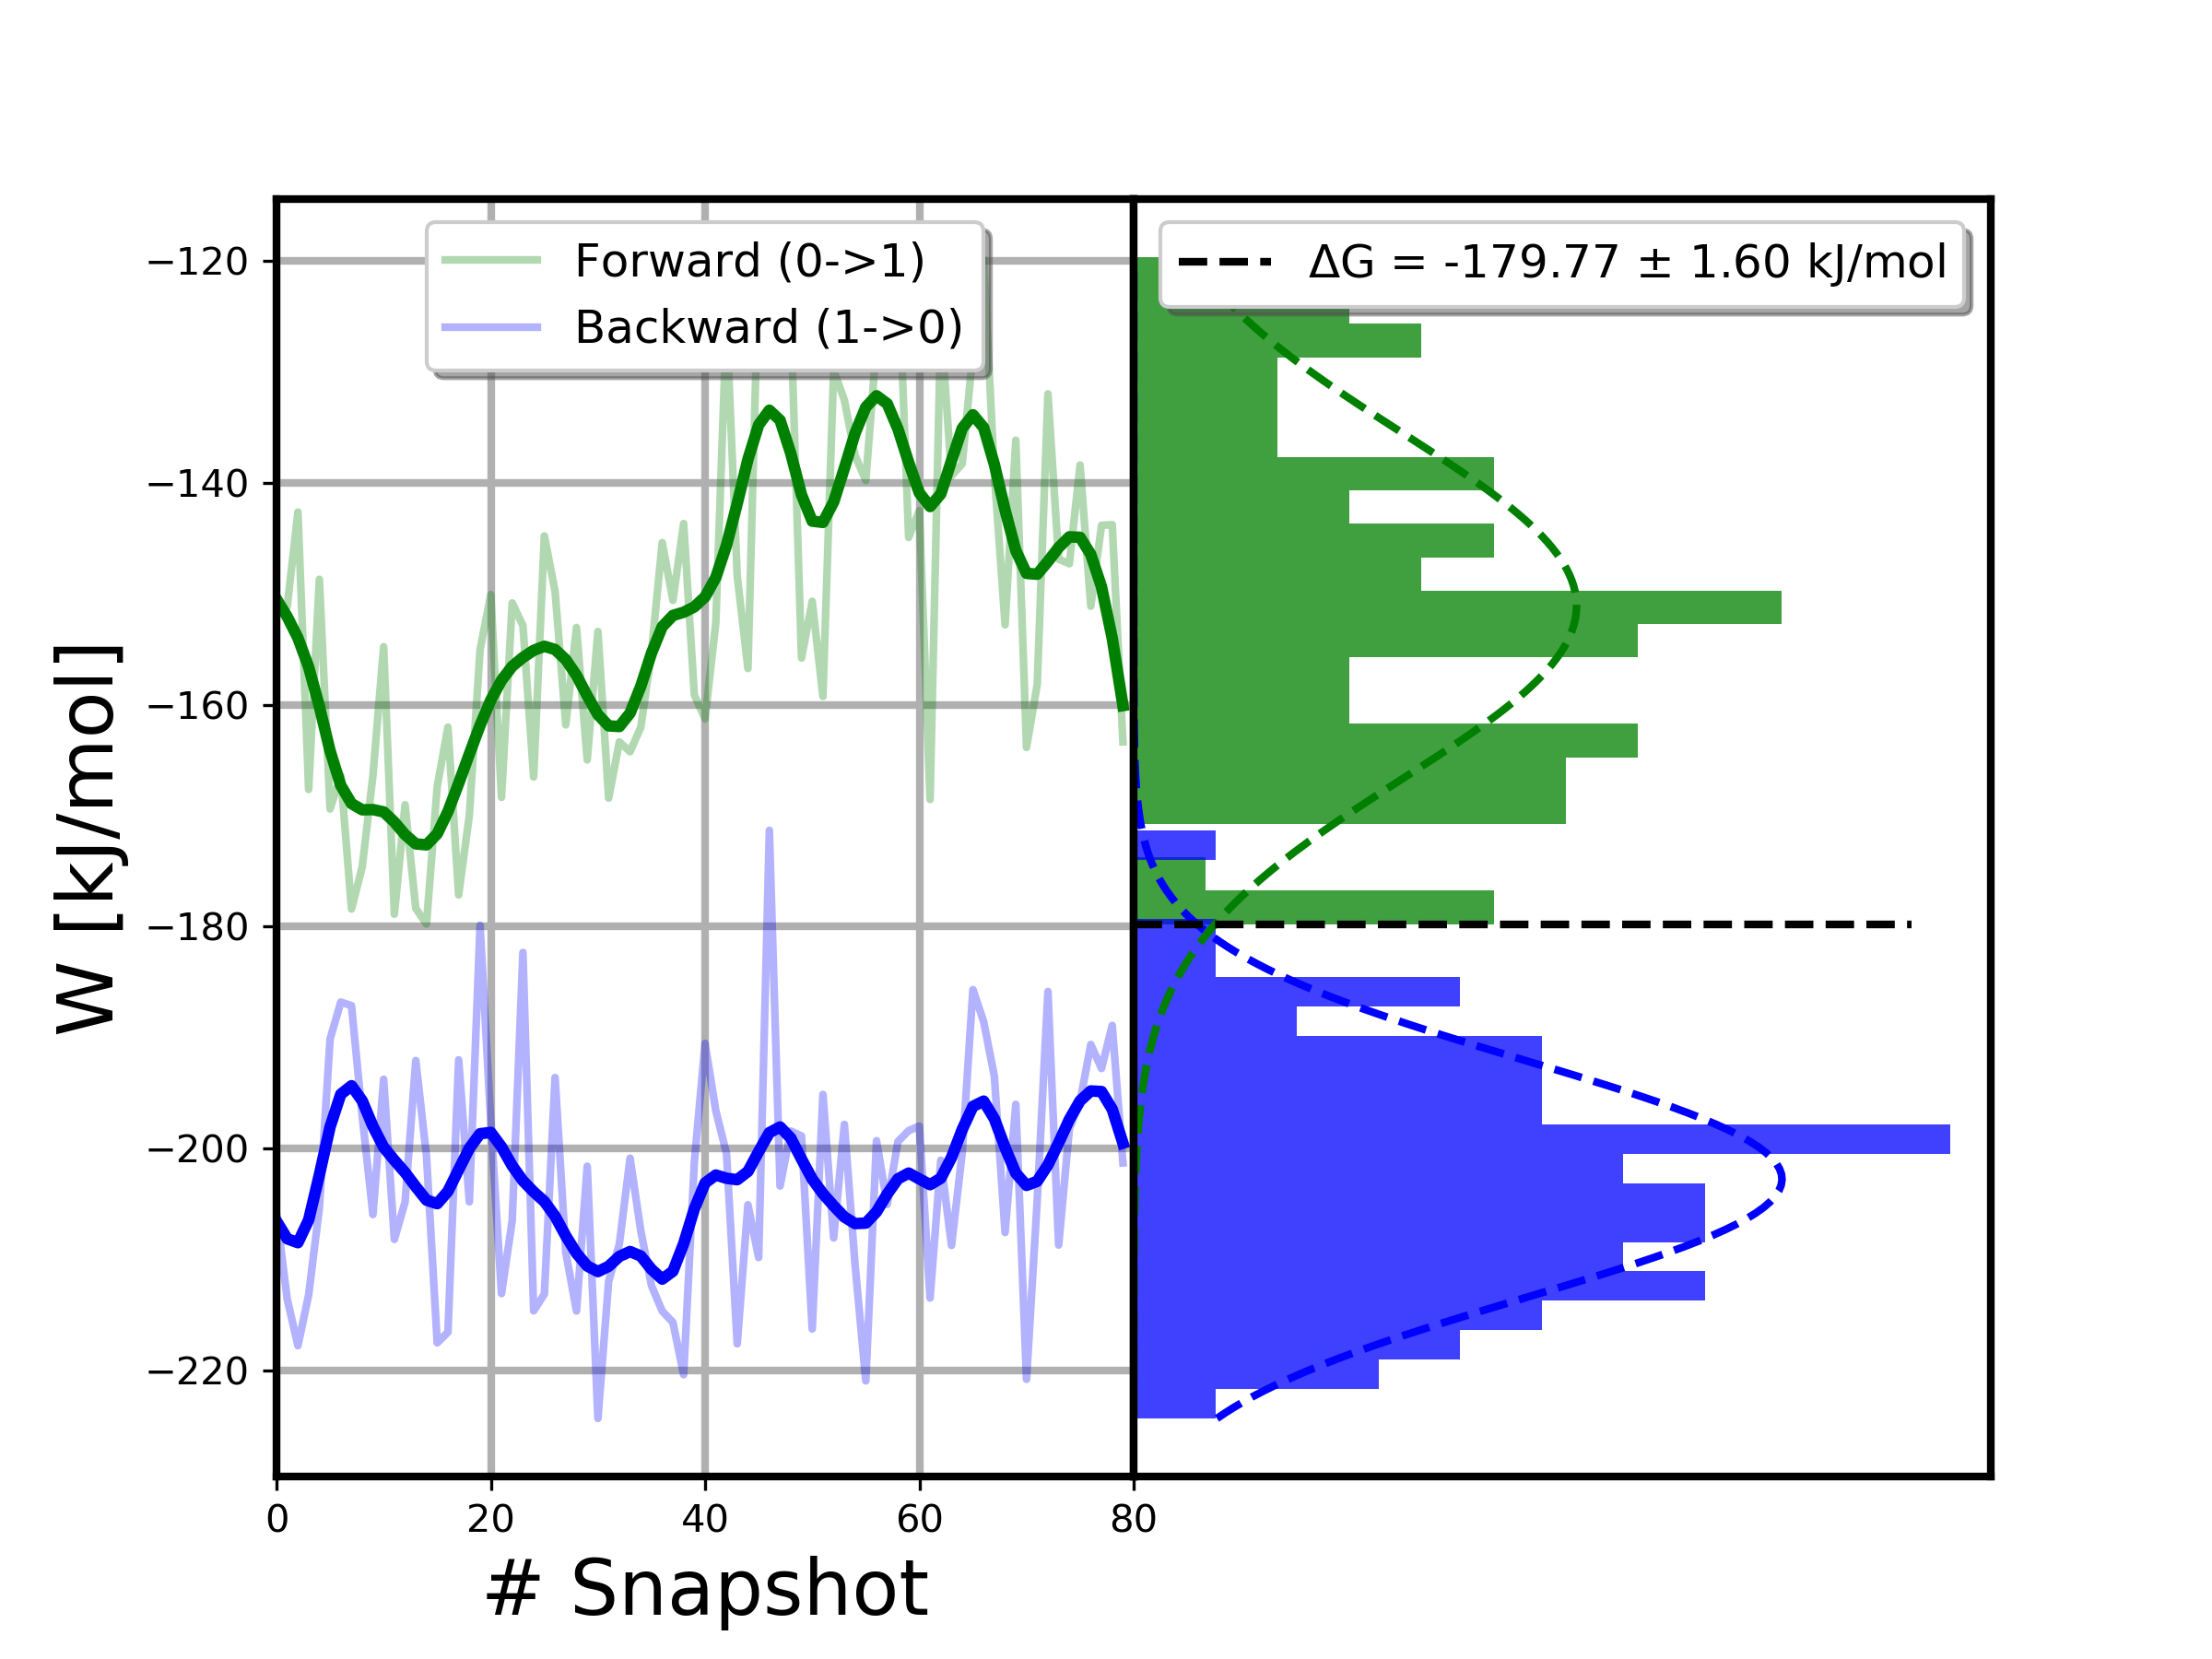 Forward (0->1)
Backward (1->0)
ΔG = -179.77 ± 1.60 kJ/mol
−120
−140
−160
−180
−200
−220
W [kJ/mol]
0 20 40 60 80
# Snapshot